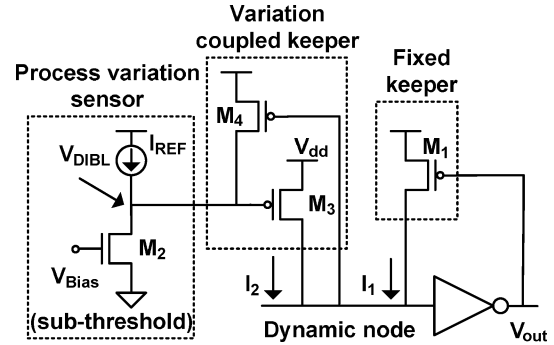 Variation
coupled keeper
Fixed
keeper
Process variation
sensor
M4
M1
IREF
Vdd
VDIBL
M3
M2
VBias
I2
I1
(sub-threshold)
Dynamic node
Vout